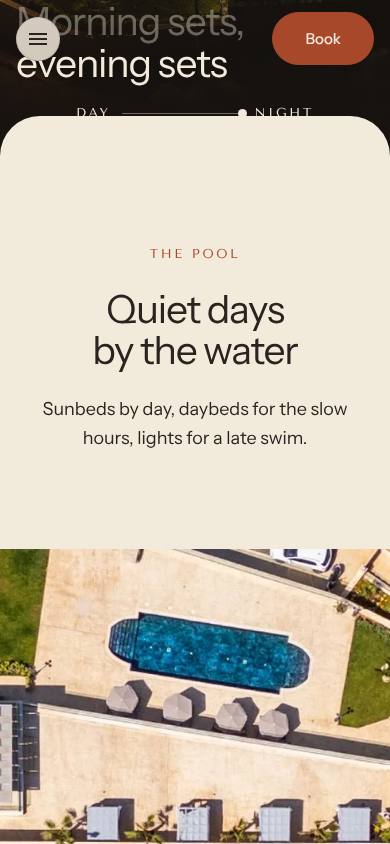 Morning sets,
evening sets
Book
DAY
NIGHT
THE POOL
Quiet days
by the water
Sunbeds by day, daybeds for the slow
hours, lights for a late swim.